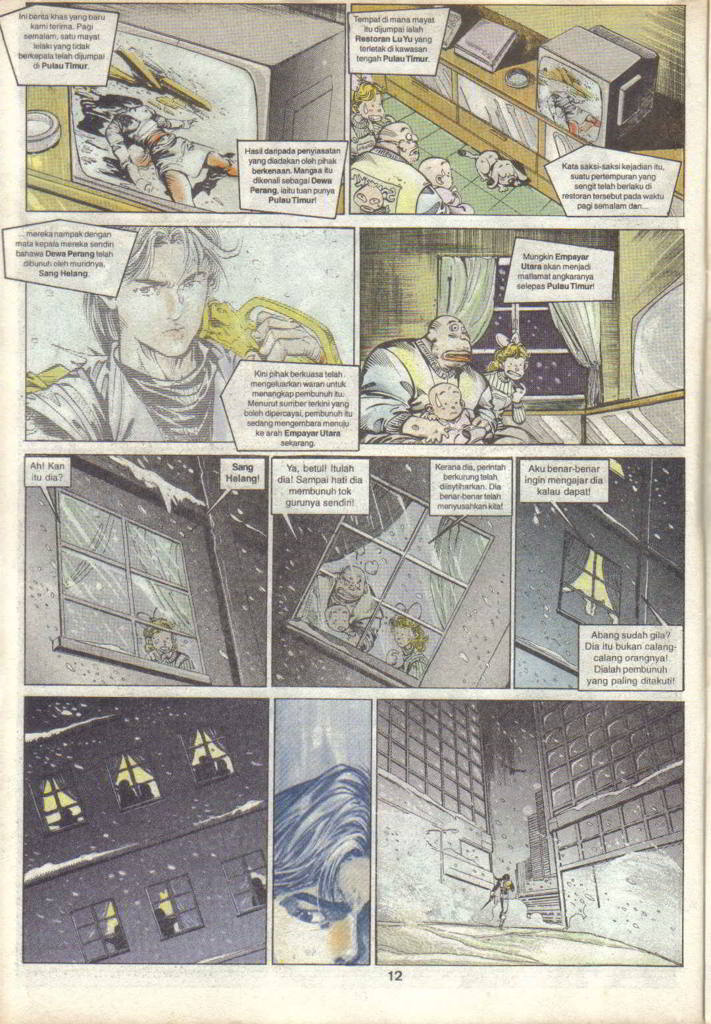 Ini berita khas yang baru
kami terima. Pagi
semalam, satu mayat
lelaki yang tidak
berkepala telah dijumpai
di Pulau Timur.
Hasil daripada penyiasatan
yang diadakan oleh pihak
berkenaan. Mangsa itu
dikenali sebagai Dewa
Perang, iaitu tuan punya
Pulau Timur!
Tempat di mana mayat
itu dijumpai ialah
Restoran Lu Yu yang
terletak di kawasan
tengah Pulau Timur.
Kata saksi-saksi kejadian itu,
suatu pertempuran yang
sengit telah berlaku di
restoran tersebut pada waktu
pagi semalam dan...
... mereka nampak dengan
mata kepala mereka sendiri
bahawa Dewa Perang telah
dibunuh oleh muridnya,
Sang Helang.
Kini pihak berkuasa telah
mengeluarkan waran untuk
menangkap pembunuh itu.
Menurut sumber terkini yang
boleh dipercayai, pembunuh itu
sedang mengembara menuju
ke arah Empayar Utara
sekarang.
Mungkin Empayar
Utara akan menjadi
matlamat angkaranya
selepas Pulau Timur!
Ah! Kan
itu dia?
Sang
Helang!
Ya, betul! Itulah
dia! Sampai hati dia
membunuh tok
gurunya sendiri!
Kerana dia, perintah
berkurung telah
diisytiharkan. Dia
benar-benar telah
menyusahkan kita!
Aku benar-benar
ingin mengajar dia
kalau dapat!
Abang sudah gila?
Dia itu bukan calang-
calang orangnya!
Dialah pembunuh
yang paling ditakuti!
12